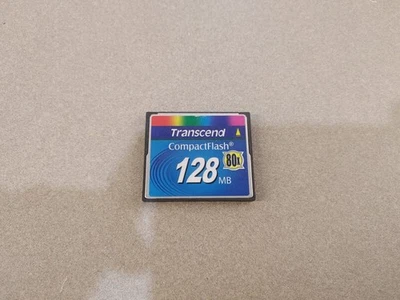 Transcend
CompactFlash®
80x
128 MB